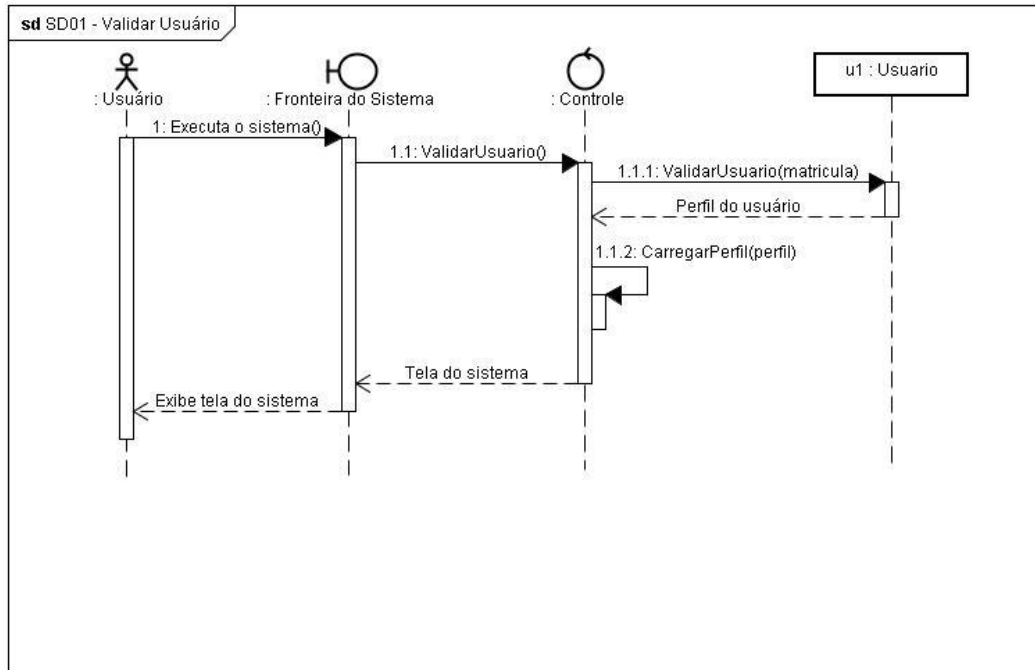 sd SD01 - Validar Usuário
: Usuário
: Fronteira do Sistema
: Controle
u1 : Usuario
1: Executa o sistema()
1.1: ValidarUsuario()
1.1.1: ValidarUsuario(matricula)
Perfil do usuário
1.1.2: CarregarPerfil(perfil)
Tela do sistema
Exibe tela do sistema